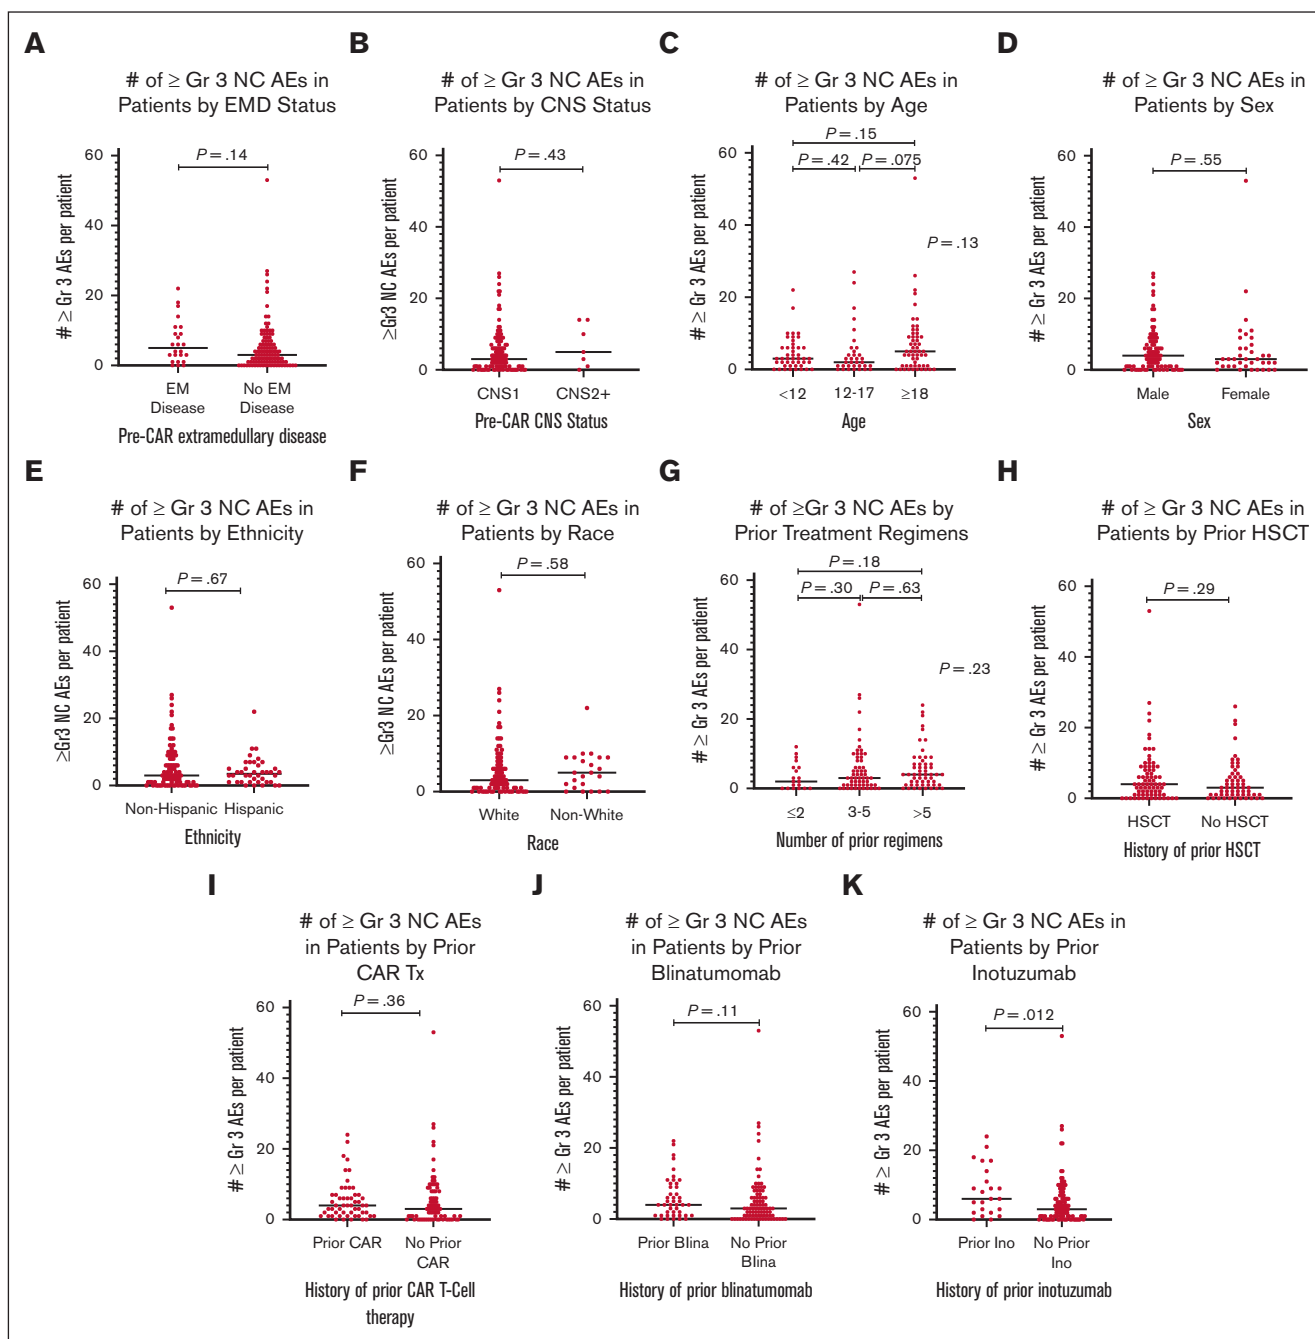 A
# of ≥ Gr 3 NC AEs in
Patients by EMD Status
P = .14
60
40
20
0
# ≥ Gr 3 AEs per patient
EM
Disease
No EM
Disease
Pre-CAR extramedullary disease
B
# of ≥ Gr 3 NC AEs in
Patients by CNS Status
P = .43
60
40
20
0
≥Gr3 NC AEs per patient
CNS1
CNS2+
Pre-CAR CNS Status
C
# of ≥ Gr 3 NC AEs in
Patients by Age
P = .15
P = .42
P = .075
P = .13
60
40
20
0
# ≥ Gr 3 AEs per patient
<12
12-17
≥18
Age
D
# of ≥ Gr 3 NC AEs in
Patients by Sex
P = .55
60
40
20
0
# ≥ Gr 3 AEs per patient
Male
Female
Sex
E
# of ≥ Gr 3 NC AEs in
Patients by Ethnicity
P = .67
60
40
20
0
≥Gr3 NC AEs per patient
Non-Hispanic
Hispanic
Ethnicity
F
# of ≥ Gr 3 NC AEs in
Patients by Race
P = .58
60
40
20
0
≥Gr3 NC AEs per patient
White
Non-White
Race
G
# of ≥Gr 3 NC AEs by
Prior Treatment Regimens
P = .18
P = .30
P = .63
P = .23
60
40
20
0
# ≥ Gr 3 AEs per patient
≤2
3-5
>5
Number of prior regimens
H
# of ≥ Gr 3 NC AEs in
Patients by Prior HSCT
P = .29
60
40
20
0
# ≥ Gr 3 AEs per patient
HSCT
No HSCT
History of prior HSCT
I
# of ≥ Gr 3 NC AEs
in Patients by Prior
CAR Tx
P = .36
60
40
20
0
# ≥ Gr 3 AEs per patient
Prior CAR
No Prior
CAR
History of prior CAR T-Cell
therapy
J
# of ≥ Gr 3 NC AEs
in Patients by Prior
Blinatumomab
P = .11
60
40
20
0
# ≥ Gr 3 AEs per patient
Prior Blina
No Prior
Blina
History of prior blinatumomab
K
# of ≥ Gr 3 NC AEs in
Patients by Prior
Inotuzumab
P = .012
60
40
20
0
# ≥ Gr 3 AEs per patient
Prior Ino
No Prior
Ino
History of prior inotuzumab